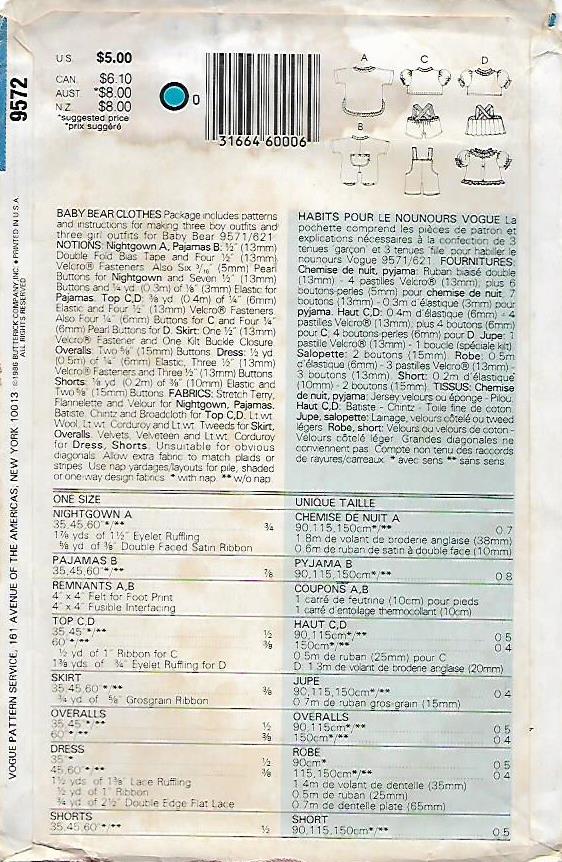 9572
VOGUE PATTERN SERVICE, 161 AVENUE OF THE AMERICAS, NEW YORK 10013 ©1986 BUTTERICK COMPANY INC. • PRINTED IN U.S.A.
ALL RIGHTS RESERVED
U.S. $5.00
CAN. $6.10
AUST. *$8.00
N.Z. $8.00
*suggested price
*prix suggéré
0
31664 60006
A
C
D
B
BABY BEAR CLOTHES Package includes patterns
and instructions for making three boy outfits and
three girl outfits for Baby Bear 9571/621.
NOTIONS: Nightgown A, Pajamas B: ½" (13mm)
Double Fold Bias Tape and Four ½" (13mm)
Velcro® Fasteners. Also Six 3/16" (5mm) Pearl
Buttons for Nightgown and Seven ½" (13mm)
Buttons and ¼ yd. (0.3m) of ⅛" (3mm) Elastic for
Pajamas. Top C,D: ⅜ yd. (0.4m) of ¼" (6mm)
Elastic and Four ½" (13mm) Velcro® Fasteners.
Also Four ¼" (6mm) Buttons for C and Four ¼"
(6mm) Pearl Buttons for D. Skirt: One ½" (13mm)
Velcro® Fastener and One Kilt Buckle Closure.
Overalls: Two ⅝" (15mm) Buttons. Dress: ½ yd.
(0.5m) of ¼" (6mm) Elastic, Three ½" (13mm)
Velcro® Fasteners and Three ½" (13mm) Buttons.
Shorts: ⅛ yd. (0.2m) of ⅜" (10mm) Elastic and
Two ⅝" (15mm) Buttons. FABRICS: Stretch Terry,
Flannelette and Velour for Nightgown, Pajamas.
Batiste, Chintz and Broadcloth for Top C,D. Lt. wt.
Wool, Lt. wt. Corduroy and Lt. wt. Tweeds for Skirt,
Overalls. Velvets, Velveteen and Lt. wt. Corduroy
for Dress, Shorts. Unsuitable for obvious
diagonals. Allow extra fabric to match plaids or
stripes. Use nap yardages/layouts for pile, shaded
or one-way design fabrics. * with nap. ** w/o nap.
HABITS POUR LE NOUNOURS VOGUE La
pochette comprend les pièces de patron et
explications nécessaires à la confection de 3
tenues 'garçon' et 3 tenues 'fille' pour habiller le
nounours Vogue 9571/621. FOURNITURES:
Chemise de nuit, pyjama: Ruban biaisé double
(13mm) - 4 pastilles Velcro® (13mm), plus 6
boutons-perles (5mm) pour chemise de nuit, 7
boutons (13mm) - 0.3m d'élastique (3mm) pour
pyjama. Haut C,D: 0.4m d'élastique (6mm) - 4
pastilles Velcro® (13mm), plus 4 boutons (6mm)
pour C, 4 boutons-perles (6mm) pour D. Jupe: 1
pastille Velcro® (13mm) - 1 boucle (spéciale kilt).
Salopette: 2 boutons (15mm). Robe: 0.5m
d'élastique (6mm) - 3 pastilles Velcro® (13mm) -
3 boutons (13mm). Short: 0.2m d'élastique
(10mm) - 2 boutons (15mm). TISSUS: Chemise
de nuit, pyjama: Jersey velours ou éponge - Pilou.
Haut C,D: Batiste - Chintz - Toile fine de coton.
Jupe, salopette: Lainage, velours côtelé ou tweed
légers. Robe, short: Velours ou velours de coton -
Velours côtelé léger. Grandes diagonales ne
conviennent pas. Compte non tenu des raccords
de rayures/carreaux. * avec sens ** sans sens.
ONE SIZE
NIGHTGOWN A
35,45,60"*/** ¾
1⅞ yds. of 1½" Eyelet Ruffling
⅝ yd. of ⅜" Double Faced Satin Ribbon
PAJAMAS B
35,45,60"*/** ⅞
REMNANTS A,B
4" x 4" Felt for Foot Print
4" x 4" Fusible Interfacing
TOP C,D
35,45"*/** ½
60"*/** ⅜
½ yd. of 1" Ribbon for C
1⅜ yds. of ¾" Eyelet Ruffling for D
SKIRT
35,45,60"*/** ⅜
¾ yd. of ⅝" Grosgrain Ribbon
OVERALLS
35,45"*/** ½
60"*/** ⅜
DRESS
35"* ½
45,60"*/** ⅜
1½ yds. of 1⅜" Lace Ruffling
½ yd. of 1" Ribbon
¾ yd. of 2½" Double Edge Flat Lace
SHORTS
35,45,60"*/** ½
UNIQUE TAILLE
CHEMISE DE NUIT A
90,115,150cm*/** 0.7
1.8m de volant de broderie anglaise (38mm)
0.6m de ruban de satin à double face (10mm)
PYJAMA B
90,115,150cm*/** 0.8
COUPONS A,B
1 carré de feutrine (10cm) pour pieds
1 carré d'entoilage thermocollant (10cm)
HAUT C,D
90,115cm*/** 0.5
150cm*/** 0.4
0.5m de ruban (25mm) pour C
D: 1.3m de volant de broderie anglaise (20mm)
JUPE
90,115,150cm*/** 0.4
0.7m de ruban gros-grain (15mm)
OVERALLS
90,115cm*/** 0.5
150cm*/** 0.4
ROBE
90cm* 0.5
115,150cm*/** 0.4
1.4m de volant de dentelle (35mm)
0.5m de ruban (25mm)
0.7m de dentelle plate (65mm)
SHORT
90,115,150cm*/** 0.5